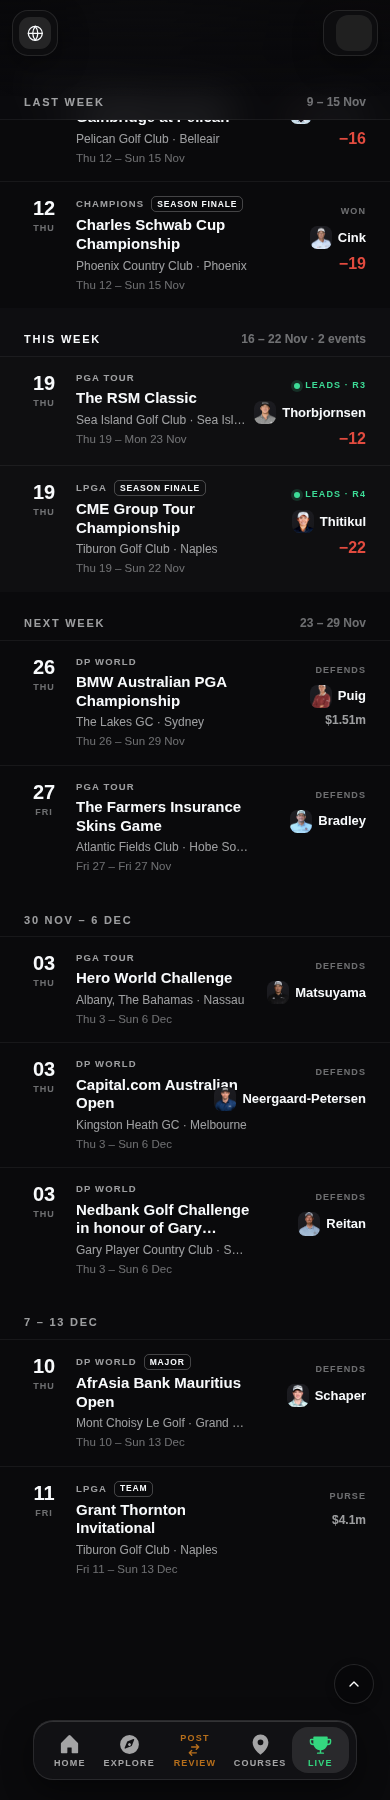 LAST WEEK 9 – 15 Nov
Gainbridge at Pelican
Pelican Golf Club · Belleair
−16
Thu 12 – Sun 15 Nov
12
THU
CHAMPIONS SEASON FINALE
Charles Schwab Cup
Championship
Phoenix Country Club · Phoenix
Thu 12 – Sun 15 Nov
WON
Cink
−19
THIS WEEK 16 – 22 Nov · 2 events
19
THU
PGA TOUR
The RSM Classic
Sea Island Golf Club · Sea Isl…
Thu 19 – Mon 23 Nov
LEADS · R3
Thorbjornsen
−12
19
THU
LPGA SEASON FINALE
CME Group Tour
Championship
Tiburon Golf Club · Naples
Thu 19 – Sun 22 Nov
LEADS · R4
Thitikul
−22
NEXT WEEK 23 – 29 Nov
26
THU
DP WORLD
BMW Australian PGA
Championship
The Lakes GC · Sydney
Thu 26 – Sun 29 Nov
DEFENDS
Puig
$1.51m
27
FRI
PGA TOUR
The Farmers Insurance
Skins Game
Atlantic Fields Club · Hobe So…
Fri 27 – Fri 27 Nov
DEFENDS
Bradley
30 NOV – 6 DEC
03
THU
PGA TOUR
Hero World Challenge
Albany, The Bahamas · Nassau
Thu 3 – Sun 6 Dec
DEFENDS
Matsuyama
03
THU
DP WORLD
Capital.com Australian
Open
Kingston Heath GC · Melbourne
Thu 3 – Sun 6 Dec
DEFENDS
Neergaard-Petersen
03
THU
DP WORLD
Nedbank Golf Challenge
in honour of Gary…
Gary Player Country Club · S…
Thu 3 – Sun 6 Dec
DEFENDS
Reitan
7 – 13 DEC
10
THU
DP WORLD MAJOR
AfrAsia Bank Mauritius
Open
Mont Choisy Le Golf · Grand …
Thu 10 – Sun 13 Dec
DEFENDS
Schaper
11
FRI
LPGA TEAM
Grant Thornton
Invitational
Tiburon Golf Club · Naples
Fri 11 – Sun 13 Dec
PURSE
$4.1m
HOME
EXPLORE
POST
REVIEW
COURSES
LIVE